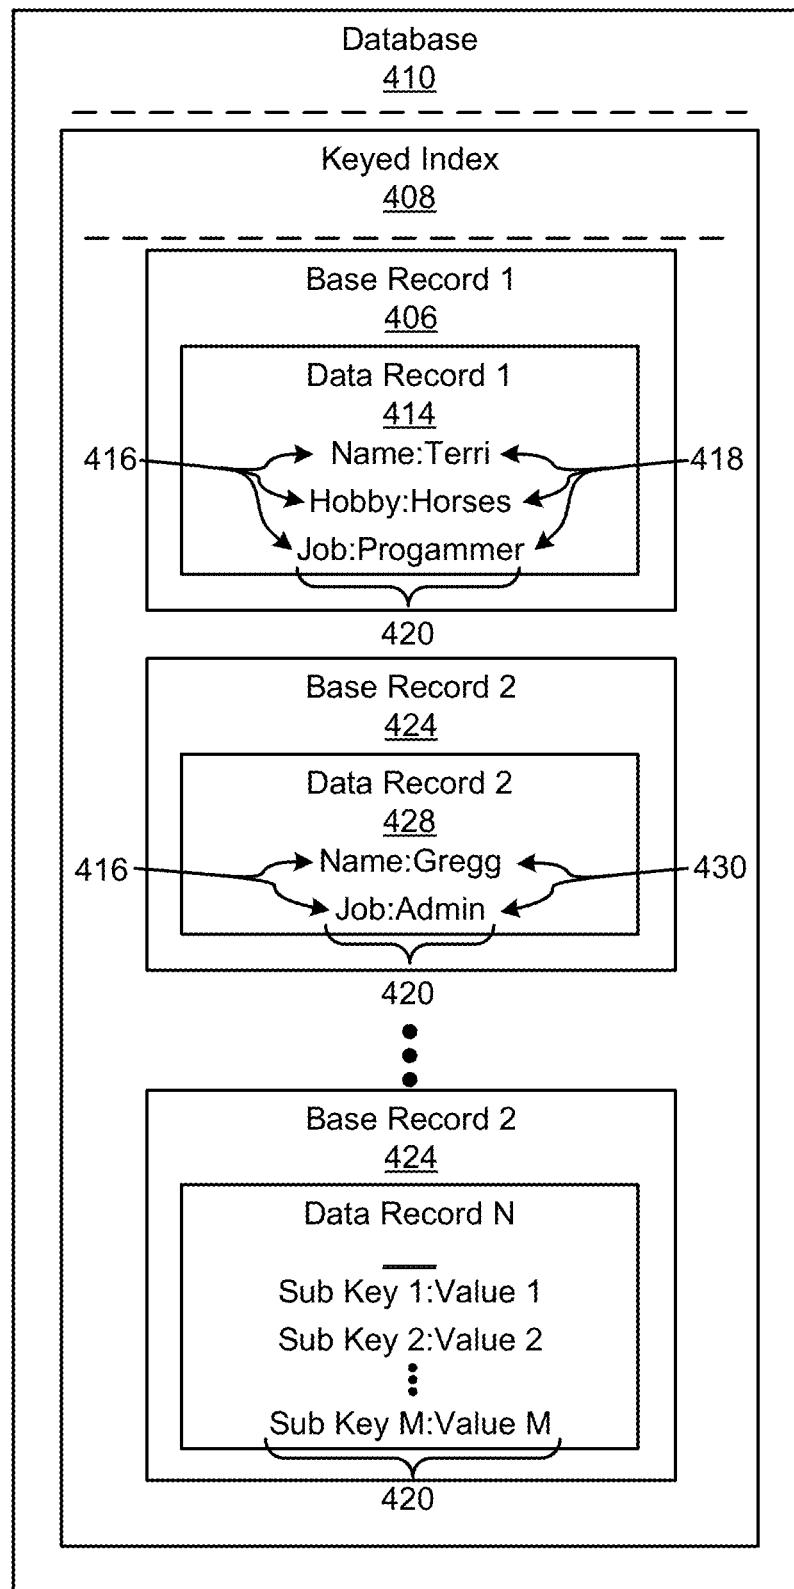 Database
410
Keyed Index
408
Base Record 1
406
Data Record 1
414
416 Name:Terri 418
Hobby:Horses
Job:Progammer
420
Base Record 2
424
Data Record 2
428
416 Name:Gregg 430
Job:Admin
420
Base Record 2
424
Data Record N
Sub Key 1:Value 1
Sub Key 2:Value 2
Sub Key M:Value M
420